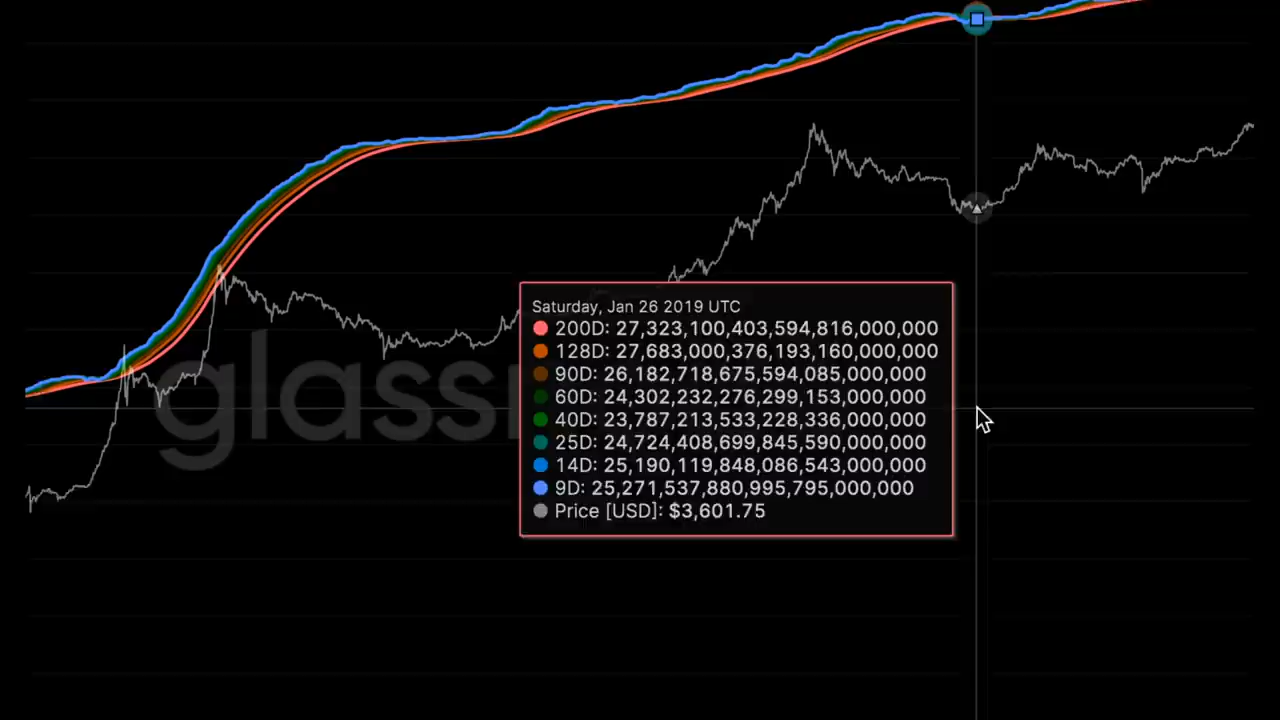 glass
Saturday, Jan 26 2019 UTC
200D: 27,323,100,403,594,816,000,000
128D: 27,683,000,376,193,160,000,000
90D: 26,182,718,675,594,085,000,000
60D: 24,302,232,276,299,153,000,000
40D: 23,787,213,533,228,336,000,000
25D: 24,724,408,699,845,590,000,000
14D: 25,190,119,848,086,543,000,000
9D: 25,271,537,880,995,795,000,000
Price [USD]: $3,601.75